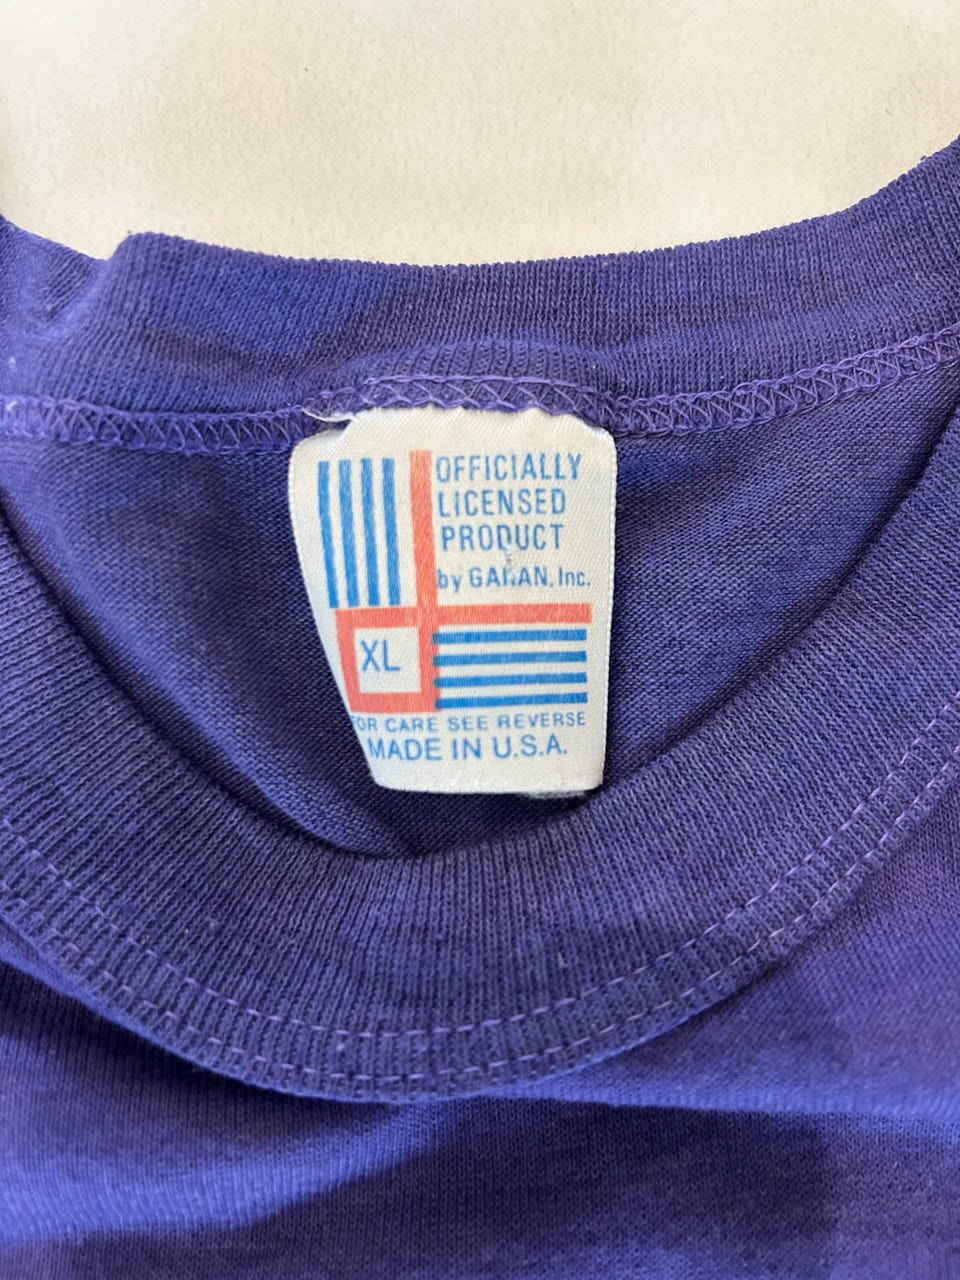 OFFICIALLY
LICENSED
PRODUCT
by GARAN, Inc.
XL
FOR CARE SEE REVERSE
MADE IN U.S.A.